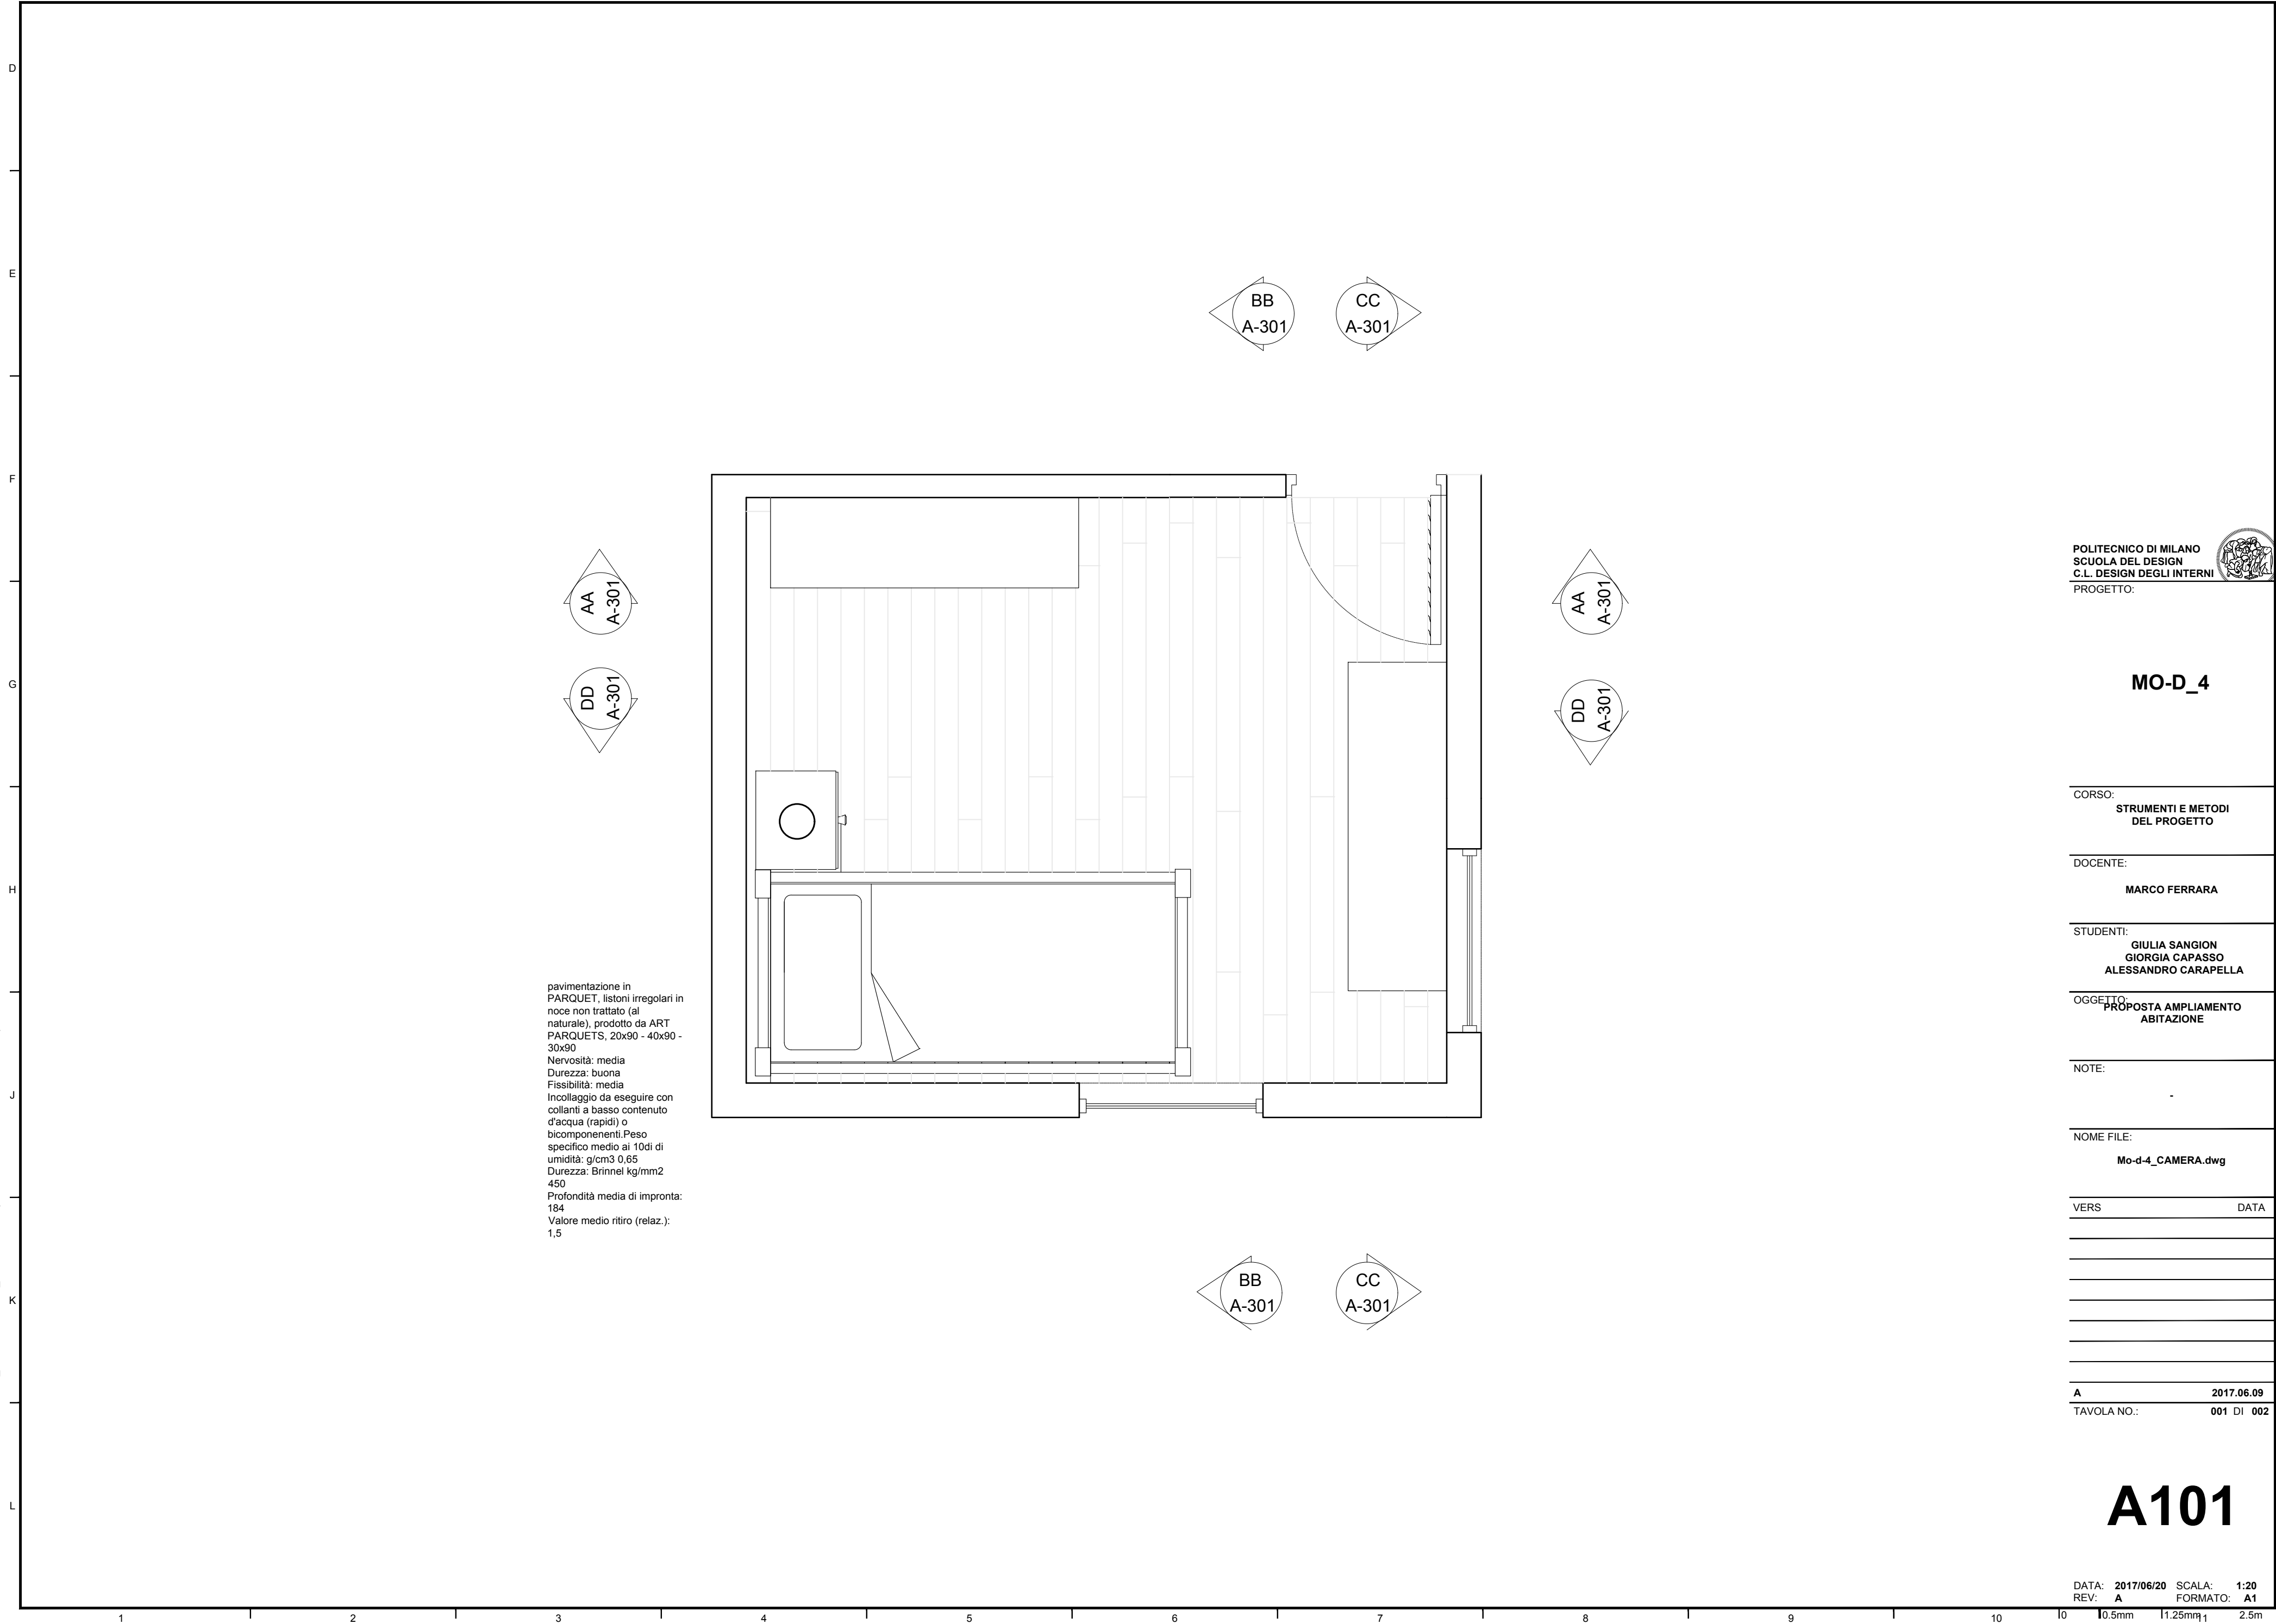 D
E
F
G
H
J
K
L
BB
A-301
CC
A-301
AA
A-301
AA
A-301
DD
A-301
DD
A-301
pavimentazione in
PARQUET, listoni irregolari in
noce non trattato (al
naturale), prodotto da ART
PARQUETS, 20x90 - 40x90 -
30x90
Nervosità: media
Durezza: buona
Fissibilità: media
Incollaggio da eseguire con
collanti a basso contenuto
d'acqua (rapidi) o
bicomponenenti.Peso
specifico medio ai 10di di
umidità: g/cm3 0,65
Durezza: Brinnel kg/mm2
450
Profondità media di impronta:
184
Valore medio ritiro (relaz.):
1,5
BB
A-301
CC
A-301
POLITECNICO DI MILANO
SCUOLA DEL DESIGN
C.L. DESIGN DEGLI INTERNI
PROGETTO:
MO-D_4
CORSO:
STRUMENTI E METODI
DEL PROGETTO
DOCENTE:
MARCO FERRARA
STUDENTI:
GIULIA SANGION
GIORGIA CAPASSO
ALESSANDRO CARAPELLA
OGGETTO:
PROPOSTA AMPLIAMENTO
ABITAZIONE
NOTE:
-
NOME FILE:
Mo-d-4_CAMERA.dwg
VERS DATA
A 2017.06.09
TAVOLA NO.: 001 DI 002
A101
DATA: 2017/06/20 SCALA: 1:20
REV: A FORMATO: A1
0 0.5mm 1.25mm 2.5m
1 2 3 4 5 6 7 8 9 10 11